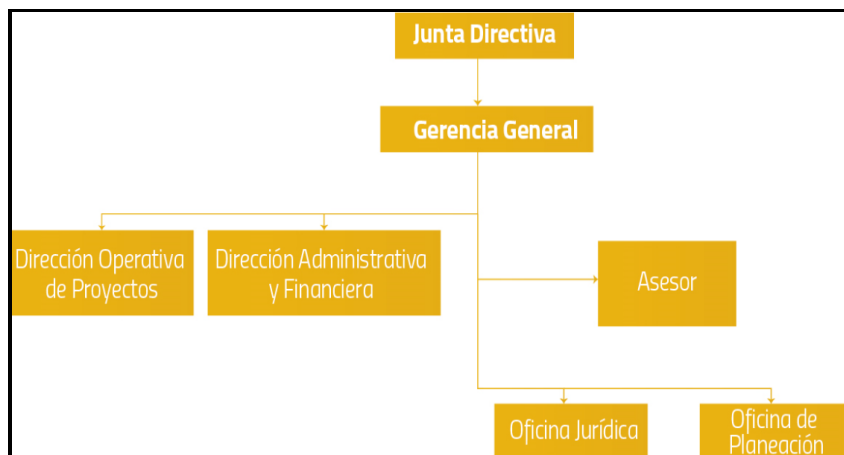 Junta Directiva
Gerencia General
Dirección Operativa
de Proyectos
Dirección Administrativa
y Financiera
Asesor
Oficina Jurídica
Oficina de
Planeación